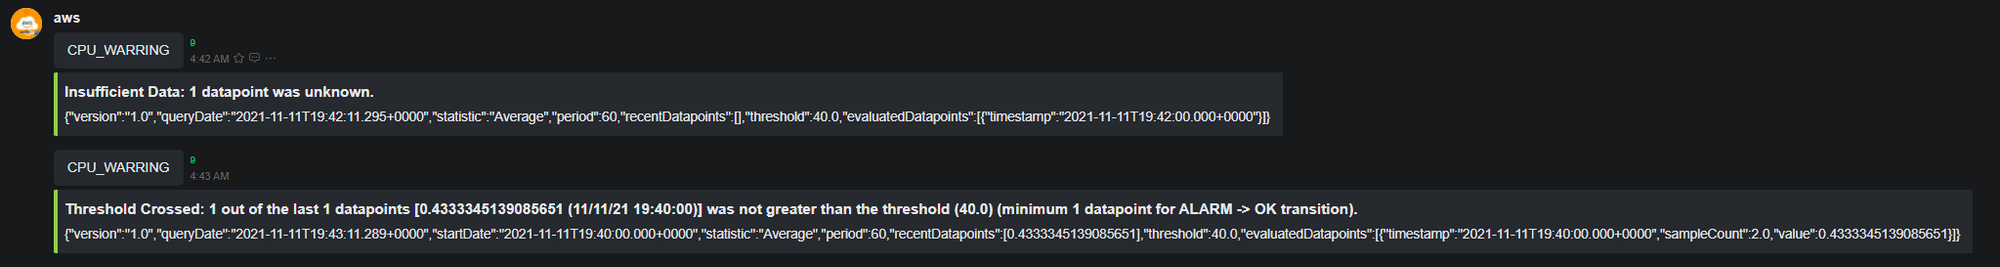 aws
CPU_WARRING
9
4:42 AM
Insufficient Data: 1 datapoint was unknown.
{"version":"1.0","queryDate":"2021-11-11T19:42:11.295+0000","statistic":"Average","period":60,"recentDatapoints":[],"threshold":40.0,"evaluatedDatapoints":[{"timestamp":"2021-11-11T19:42:00.000+0000"}]}
CPU_WARRING
9
4:43 AM
Threshold Crossed: 1 out of the last 1 datapoints [0.4333345139085651 (11/11/21 19:40:00)] was not greater than the threshold (40.0) (minimum 1 datapoint for ALARM -> OK transition).
{"version":"1.0","queryDate":"2021-11-11T19:43:11.289+0000","startDate":"2021-11-11T19:40:00.000+0000","statistic":"Average","period":60,"recentDatapoints":[0.4333345139085651],"threshold":40.0,"evaluatedDatapoints":[{"timestamp":"2021-11-11T19:40:00.000+0000","sampleCount":2.0,"value":0.4333345139085651}]}